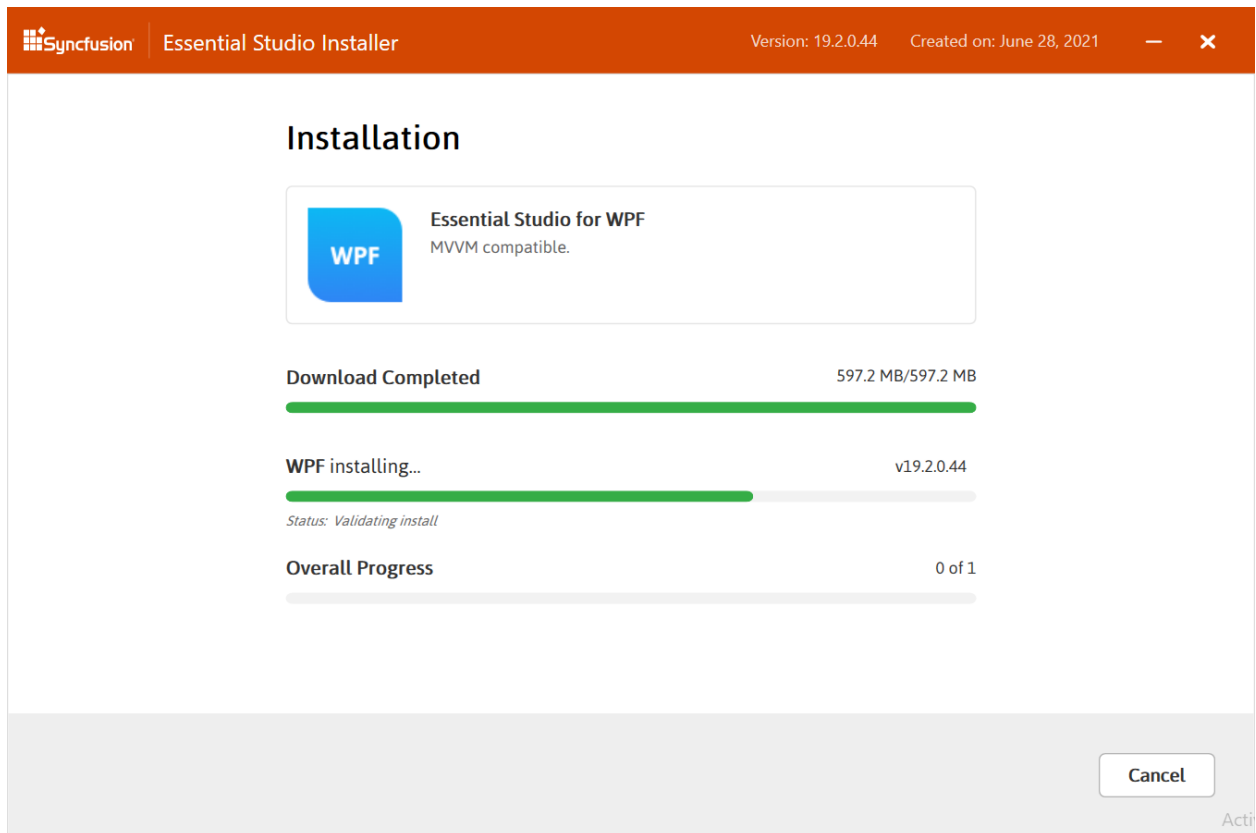 Syncfusion Essential Studio Installer Version: 19.2.0.44 Created on: June 28, 2021
Installation
WPF
Essential Studio for WPF
MVVM compatible.
Download Completed 597.2 MB/597.2 MB
WPF installing... v19.2.0.44
Status: Validating install
Overall Progress 0 of 1
Cancel